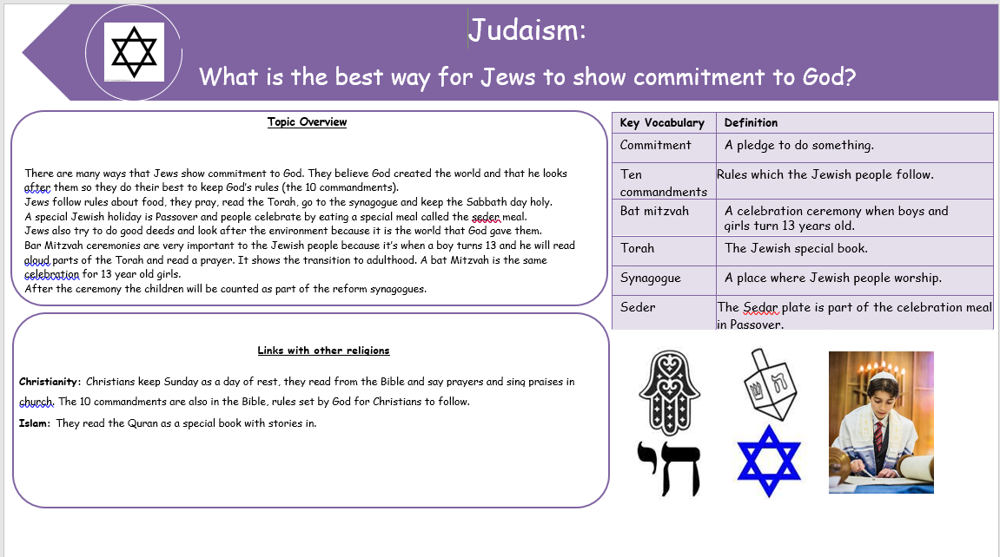 Judaism:
What is the best way for Jews to show commitment to God?
Topic Overview
There are many ways that Jews show commitment to God. They believe God created the world and that he looks
after them so they do their best to keep God's rules (the 10 commandments).
Jews follow rules about food, they pray, read the Torah, go to the synagogue and keep the Sabbath day holy.
A special Jewish holiday is Passover and people celebrate by eating a special meal called the seder meal.
Jews also try to do good deeds and look after the environment because it is the world that God gave them.
Bar Mitzvah ceremonies are very important to the Jewish people because it's when a boy turns 13 and he will read
aloud parts of the Torah and read a prayer. It shows the transition to adulthood. A bat Mitzvah is the same
celebration for 13 year old girls.
After the ceremony the children will be counted as part of the reform synagogues.
Links with other religions
Christianity: Christians keep Sunday as a day of rest, they read from the Bible and say prayers and sing praises in
church. The 10 commandments are also in the Bible, rules set by God for Christians to follow.
Islam: They read the Quran as a special book with stories in.
Key Vocabulary Definition
Commitment A pledge to do something.
Ten Rules which the Jewish people follow.
commandments
Bat mitzvah A celebration ceremony when boys and
girls turn 13 years old.
Torah The Jewish special book.
Synagogue A place where Jewish people worship.
Seder The Sedar plate is part of the celebration meal
in Passover.
ש ה
חי